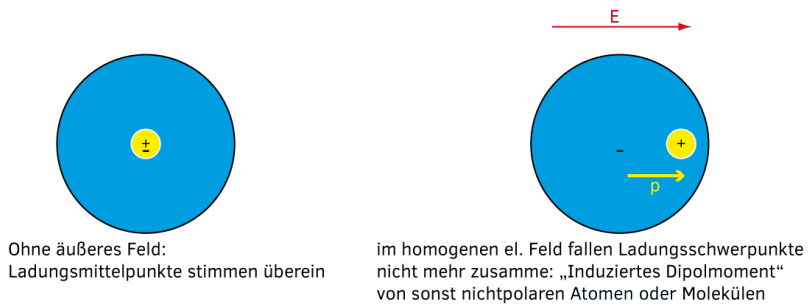 E
±
-
+
p
Ohne äußeres Feld:
Ladungsmittelpunkte stimmen überein
im homogenen el. Feld fallen Ladungsschwerpunkte
nicht mehr zusamme: „Induziertes Dipolmoment“
von sonst nichtpolaren Atomen oder Molekülen